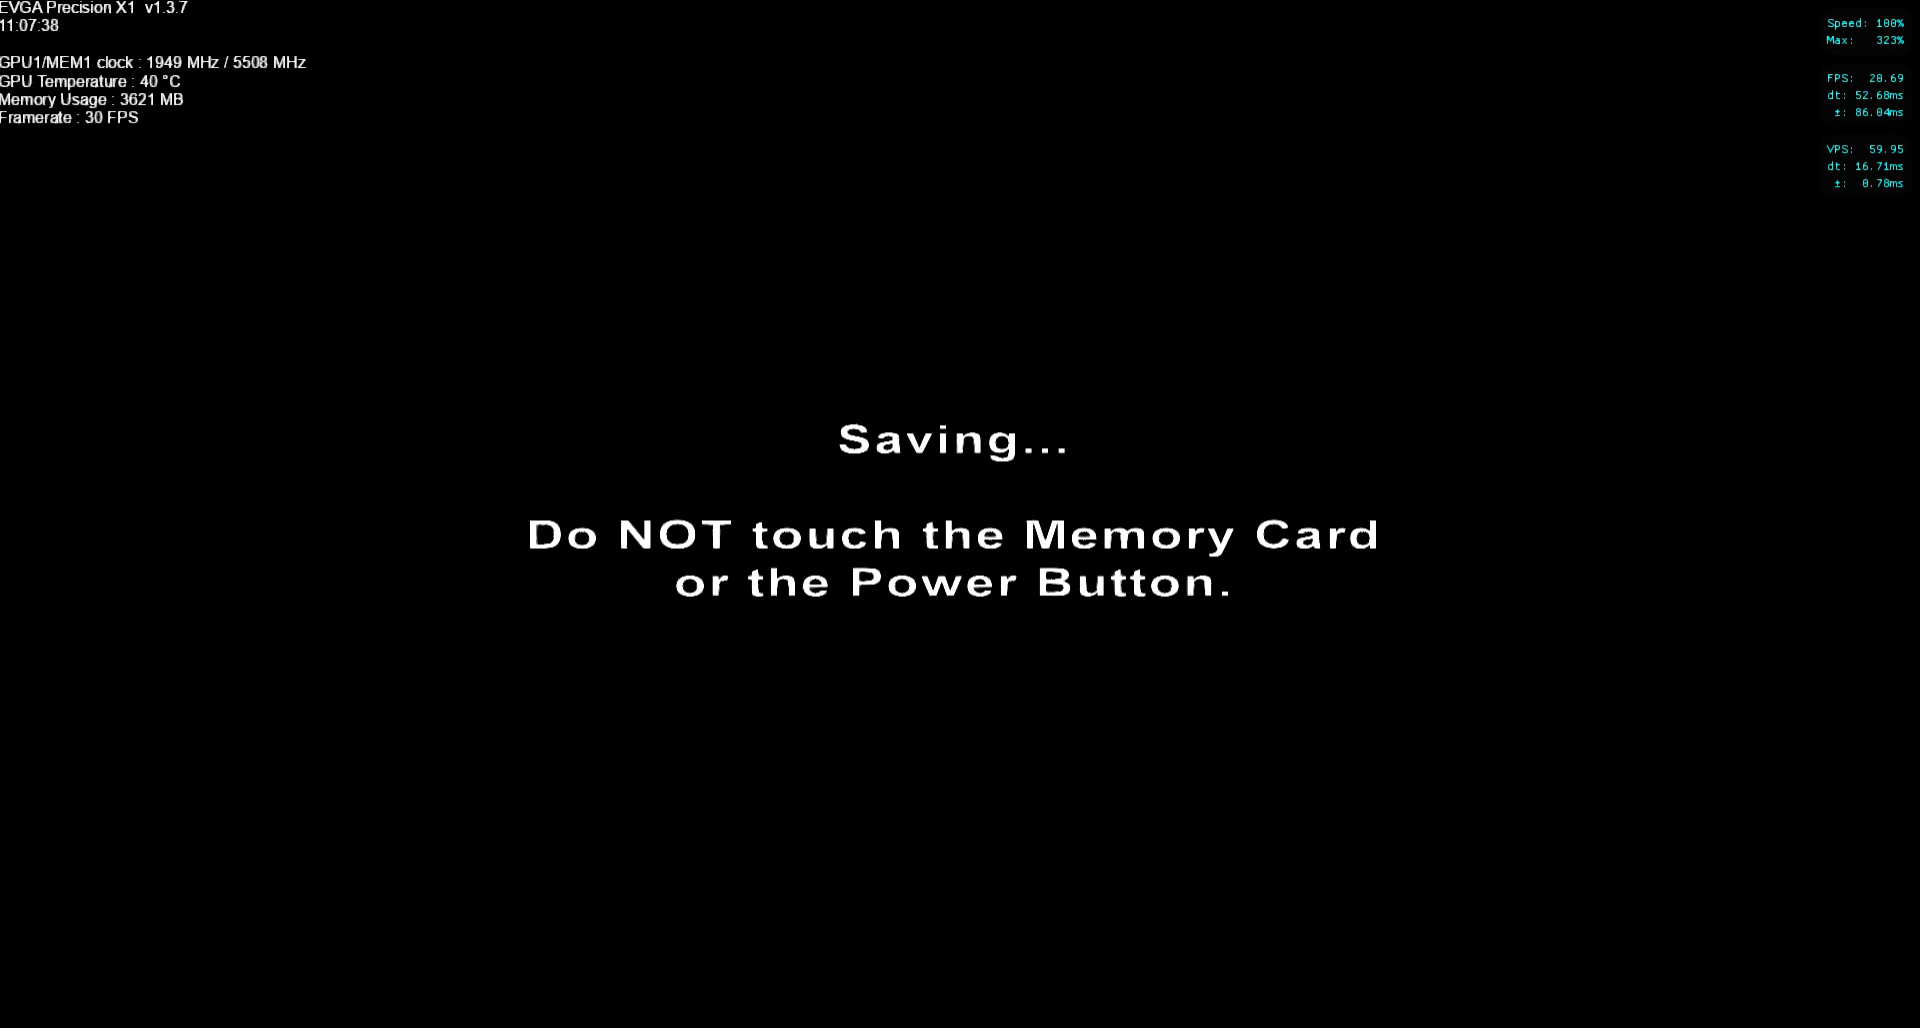 EVGA Precision X1 v1.3.7
11:07:38
GPU1/MEM1 clock : 1949 MHz / 5508 MHz
GPU Temperature : 40 °C
Memory Usage : 3621 MB
Framerate : 30 FPS
Speed: 100%
Max: 323%
FPS: 20.69
dt: 52.68ms
±: 86.04ms
VPS: 59.95
dt: 16.71ms
±: 0.78ms
Saving...
Do NOT touch the Memory Card
or the Power Button.